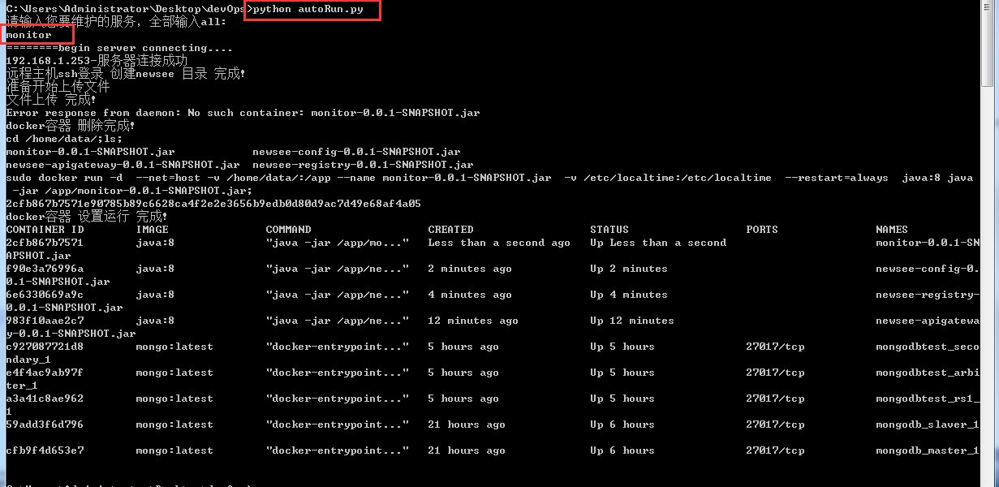 C:\Users\Administrator\Desktop\devOps>python autoRun.py
请输入您要维护的服务, 全部输入all:
monitor
========begin server connecting....
192.168.1.253-服务器连接成功
远程主机ssh登录 创建newsee 目录 完成!
准备开始上传文件
文件上传 完成!
Error response from daemon: No such container: monitor-0.0.1-SNAPSHOT.jar
docker容器 删除完成!
cd /home/data/;ls;
monitor-0.0.1-SNAPSHOT.jar            newsee-config-0.0.1-SNAPSHOT.jar
newsee-apigateway-0.0.1-SNAPSHOT.jar  newsee-registry-0.0.1-SNAPSHOT.jar
sudo docker run -d  --net=host -v /home/data/:/app --name monitor-0.0.1-SNAPSHOT.jar  -v /etc/localtime:/etc/localtime  --restart=always  java:8 java
 -jar /app/monitor-0.0.1-SNAPSHOT.jar;
2cfb867b7571e90785b89c6628ca4f2e2e3656b9edb0d80d9ac7d49e68af4a05
docker容器 设置运行 完成!
CONTAINER ID        IMAGE               COMMAND                  CREATED                  STATUS                  PORTS               NAMES
2cfb867b7571        java:8              "java -jar /app/mo..."   Less than a second ago   Up Less than a second                       monitor-0.0.1-SN
APSHOT.jar
f90e3a76996a        java:8              "java -jar /app/ne..."   2 minutes ago            Up 2 minutes                                newsee-config-0.
0.1-SNAPSHOT.jar
6e6330669a9c        java:8              "java -jar /app/ne..."   4 minutes ago            Up 4 minutes                                newsee-registry-
0.0.1-SNAPSHOT.jar
983f10aae2c7        java:8              "java -jar /app/ne..."   12 minutes ago           Up 12 minutes                               newsee-apigatewa
y-0.0.1-SNAPSHOT.jar
c927087721d8        mongo:latest        "docker-entrypoint..."   5 hours ago              Up 5 hours              27017/tcp           mongodbtest_seco
ndary_1
e4f4ac9ab97f        mongo:latest        "docker-entrypoint..."   5 hours ago              Up 5 hours              27017/tcp           mongodbtest_arbi
ter_1
a3a41c8ae962        mongo:latest        "docker-entrypoint..."   5 hours ago              Up 5 hours              27017/tcp           mongodbtest_rs1_
1
59add3f6d796        mongo:latest        "docker-entrypoint..."   21 hours ago             Up 6 hours              27017/tcp           mongodb_slaver_1
cfb9f4d653e7        mongo:latest        "docker-entrypoint..."   21 hours ago             Up 6 hours              27017/tcp           mongodb_master_1